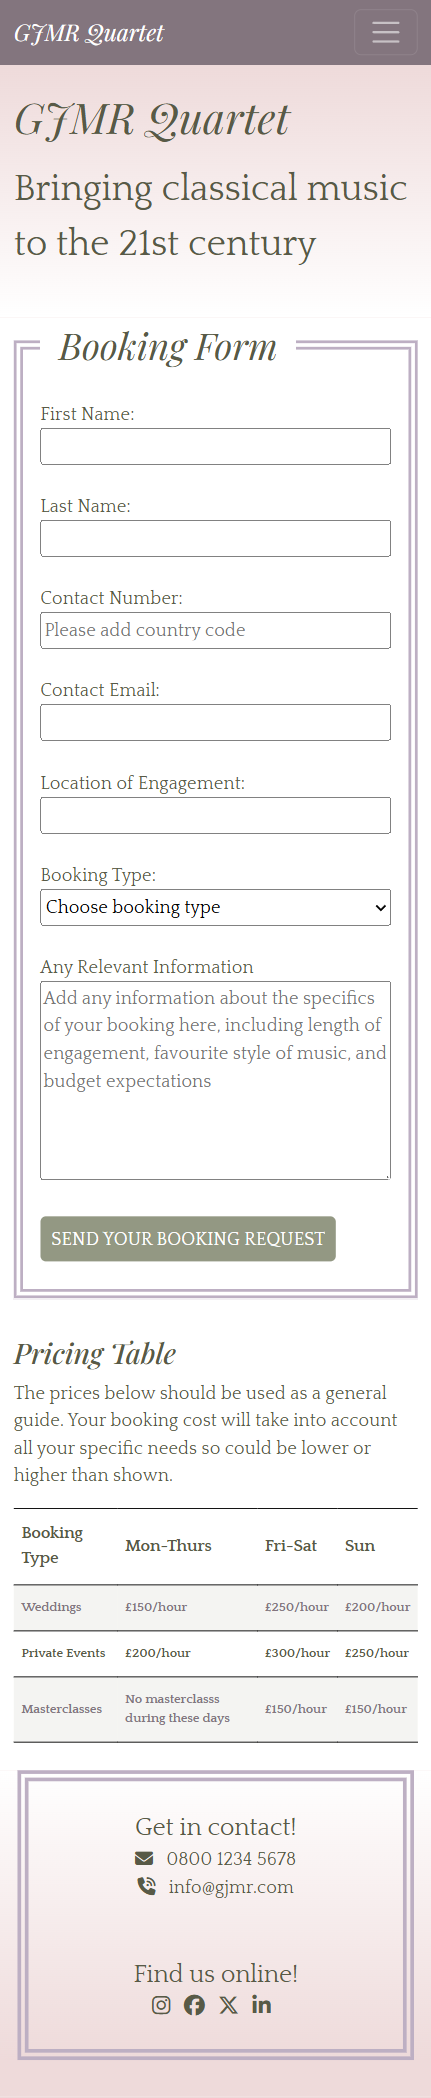 GJMR Quartet
GJMR Quartet
Bringing classical music
to the 21st century
Booking Form
First Name:
Last Name:
Contact Number:
Please add country code
Contact Email:
Location of Engagement:
Booking Type:
Choose booking type
Any Relevant Information
Add any information about the specifics
of your booking here, including length of
engagement, favourite style of music, and
budget expectations
SEND YOUR BOOKING REQUEST
Pricing Table
The prices below should be used as a general
guide. Your booking cost will take into account
all your specific needs so could be lower or
higher than shown.
Booking
Type Mon-Thurs Fri-Sat Sun
Weddings £150/hour £250/hour £200/hour
Private Events £200/hour £300/hour £250/hour
Masterclasses No masterclasss
during these days £150/hour £150/hour
Get in contact!
0800 1234 5678
info@gjmr.com
Find us online!